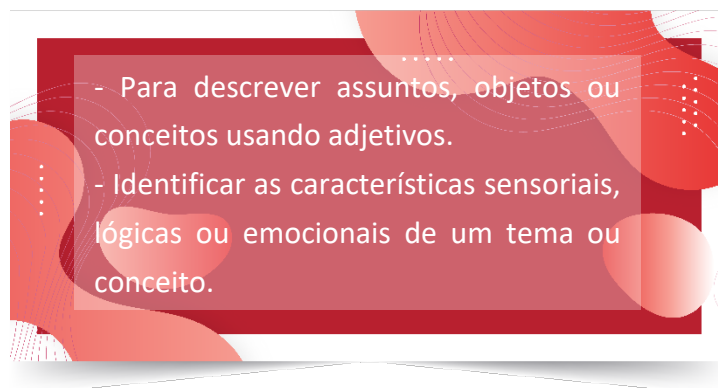 - Para descrever assuntos, objetos ou
conceitos usando adjetivos.
- Identificar as características sensoriais,
lógicas ou emocionais de um tema ou
conceito.